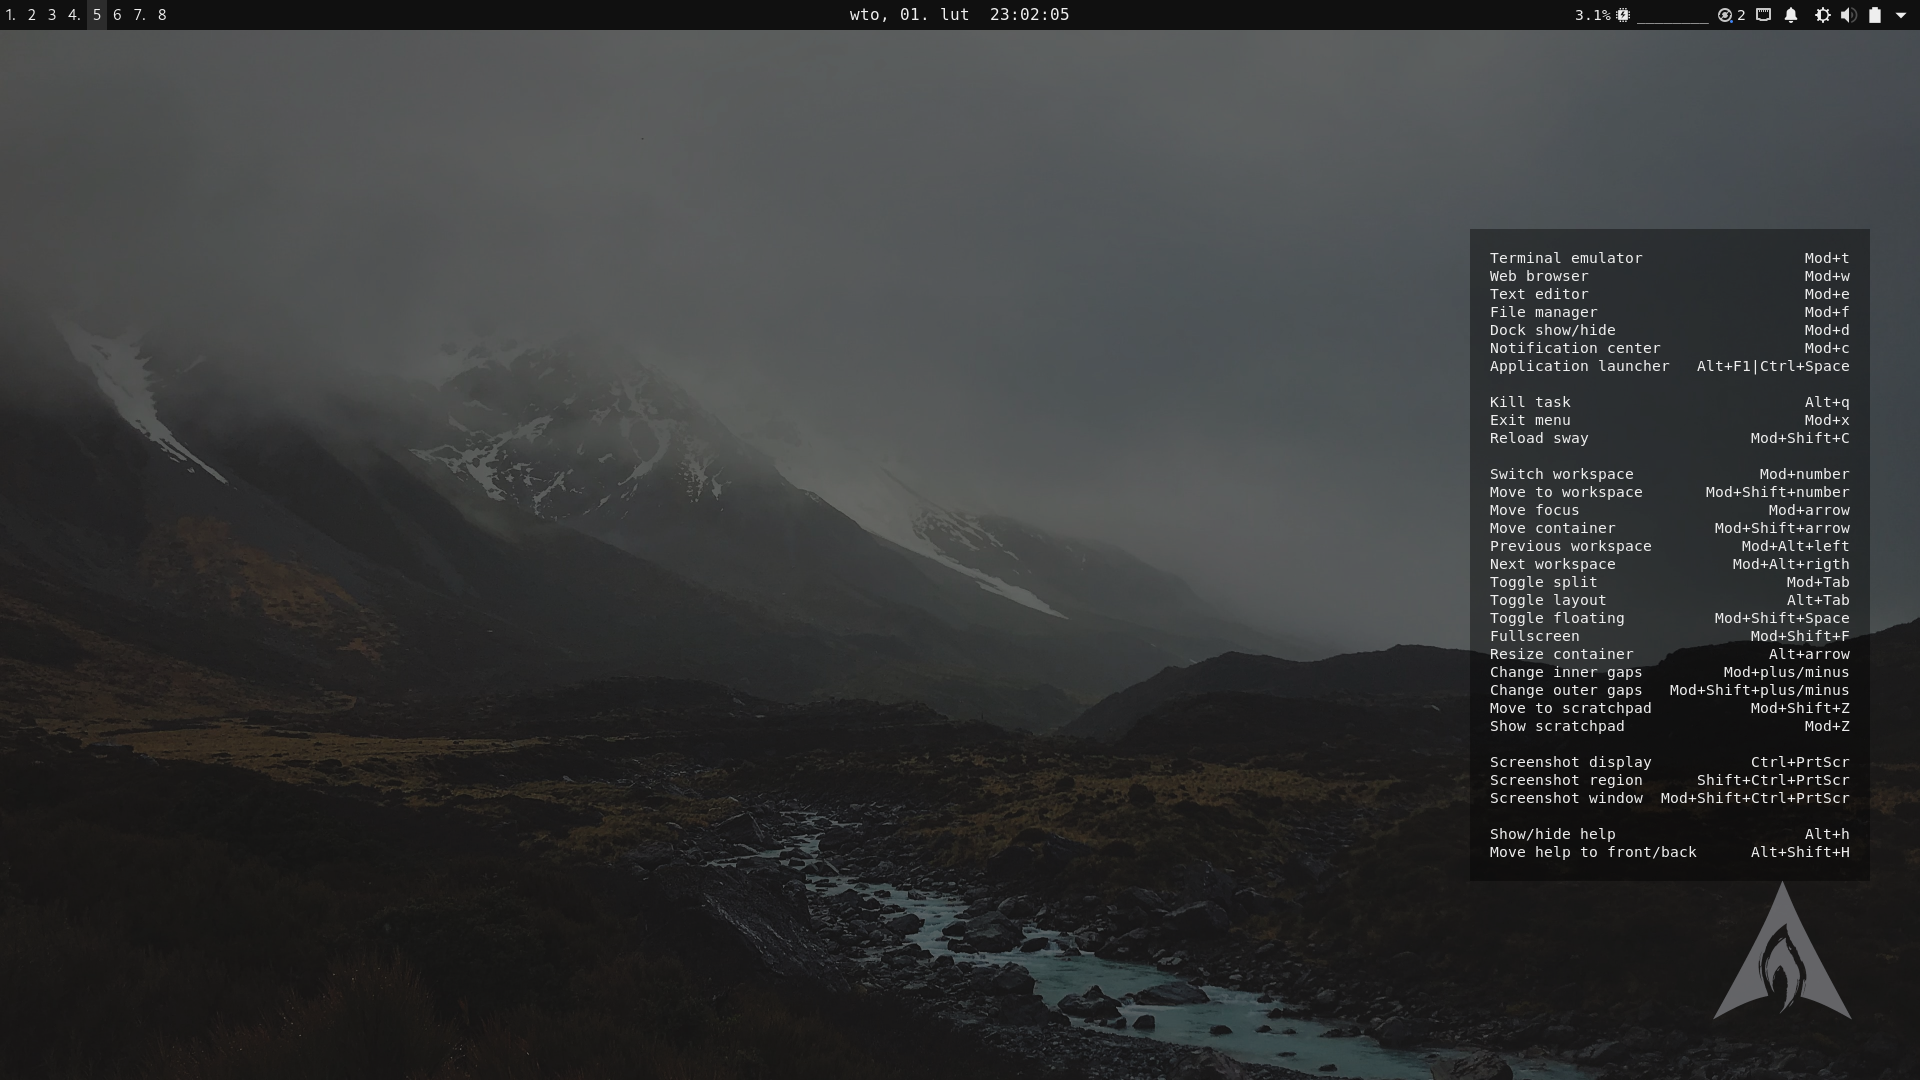 1. 2 3 4. 5 6 7. 8 wto, 01. lut 23:02:05 3.1% 2
Terminal emulator Mod+t
Web browser Mod+w
Text editor Mod+e
File manager Mod+f
Dock show/hide Mod+d
Notification center Mod+c
Application launcher Alt+F1|Ctrl+Space
Kill task Alt+q
Exit menu Mod+x
Reload sway Mod+Shift+C
Switch workspace Mod+number
Move to workspace Mod+Shift+number
Move focus Mod+arrow
Move container Mod+Shift+arrow
Previous workspace Mod+Alt+left
Next workspace Mod+Alt+rigth
Toggle split Mod+Tab
Toggle layout Alt+Tab
Toggle floating Mod+Shift+Space
Fullscreen Mod+Shift+F
Resize container Alt+arrow
Change inner gaps Mod+plus/minus
Change outer gaps Mod+Shift+plus/minus
Move to scratchpad Mod+Shift+Z
Show scratchpad Mod+Z
Screenshot display Ctrl+PrtScr
Screenshot region Shift+Ctrl+PrtScr
Screenshot window Mod+Shift+Ctrl+PrtScr
Show/hide help Alt+h
Move help to front/back Alt+Shift+H